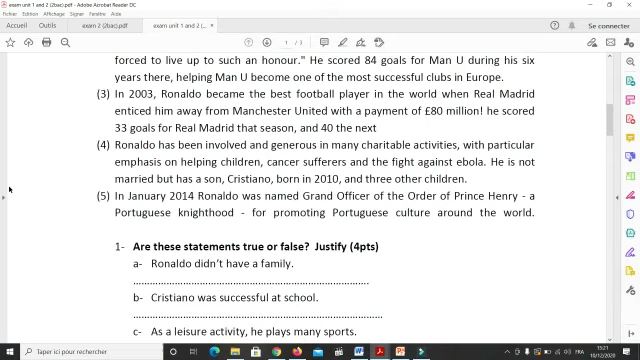 exam unit 1 and 2 (2bac).pdf - Adobe Acrobat Reader DC
Fichier Edition Affichage Signer Fenêtre Aide
Accueil Outils exam 2 (2bac).pdf exam unit 1 and 2 (... × Se connecter
1 / 3
forced to live up to such an honour." He scored 84 goals for Man U during his six
years there, helping Man U become one of the most successful clubs in Europe.
(3) In 2003, Ronaldo became the best football player in the world when Real Madrid
enticed him away from Manchester United with a payment of £80 million! he scored
33 goals for Real Madrid that season, and 40 the next
(4) Ronaldo has been involved and generous in many charitable activities, with particular
emphasis on helping children, cancer sufferers and the fight against ebola. He is not
married but has a son, Cristiano, born in 2010, and three other children.
(5) In January 2014 Ronaldo was named Grand Officer of the Order of Prince Henry - a
Portuguese knighthood - for promoting Portuguese culture around the world.
1- Are these statements true or false? Justify (4pts)
a- Ronaldo didn't have a family.
................................................................................
b- Cristiano was successful at school.
....................................................................................
c- As a leisure activity, he plays many sports.
Taper ici pour rechercher
FRA
15:21
10/12/2020